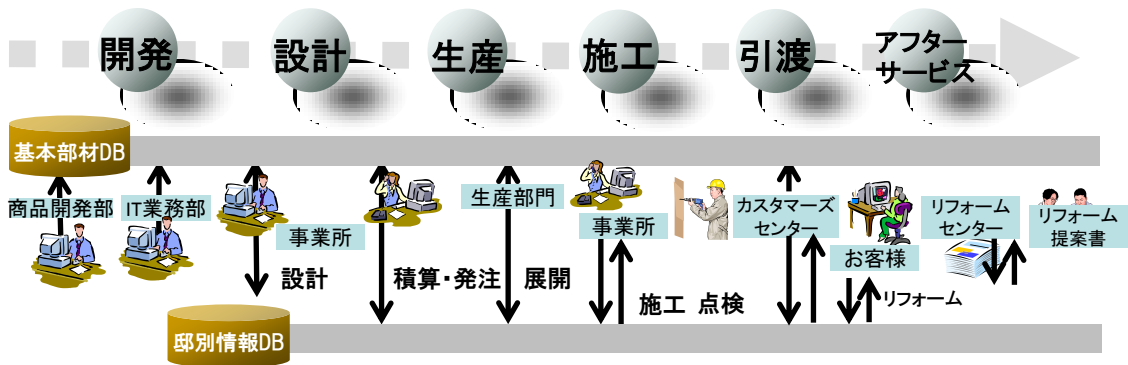 開発
設計
生産
施工
引渡
アフター
サービス
基本部材DB
商品開発部
IT業務部
事業所
設計
積算・発注
生産部門
展開
事業所
施工 点検
カスタマーズ
センター
お客様
リフォーム
リフォーム
センター
リフォーム
提案書
邸別情報DB